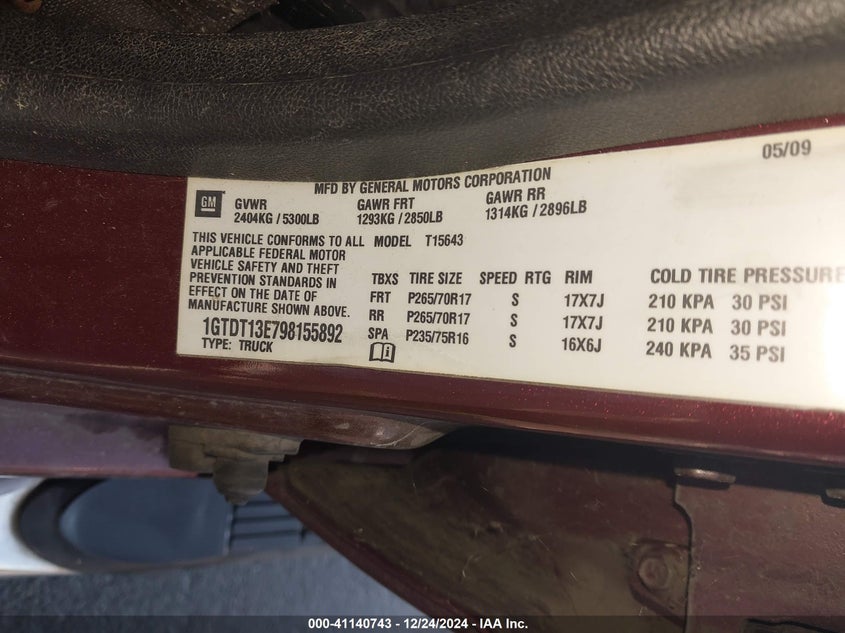 05/09
MFD BY GENERAL MOTORS CORPORATION
GM GVWR GAWR FRT GAWR RR
2404KG / 5300LB 1293KG / 2850LB 1314KG / 2896LB
THIS VEHICLE CONFORMS TO ALL MODEL T15643
APPLICABLE FEDERAL MOTOR
VEHICLE SAFETY AND THEFT
PREVENTION STANDARDS IN
EFFECT ON THE DATE OF
MANUFACTURE SHOWN ABOVE.
1GTDT13E798155892
TYPE: TRUCK
TBXS TIRE SIZE SPEED RTG RIM COLD TIRE PRESSURE
FRT P265/70R17 S 17X7J 210 KPA 30 PSI
RR P265/70R17 S 17X7J 210 KPA 30 PSI
SPA P235/75R16 S 16X6J 240 KPA 35 PSI
000-41140743 / 12/24/2024 - IAA Inc.